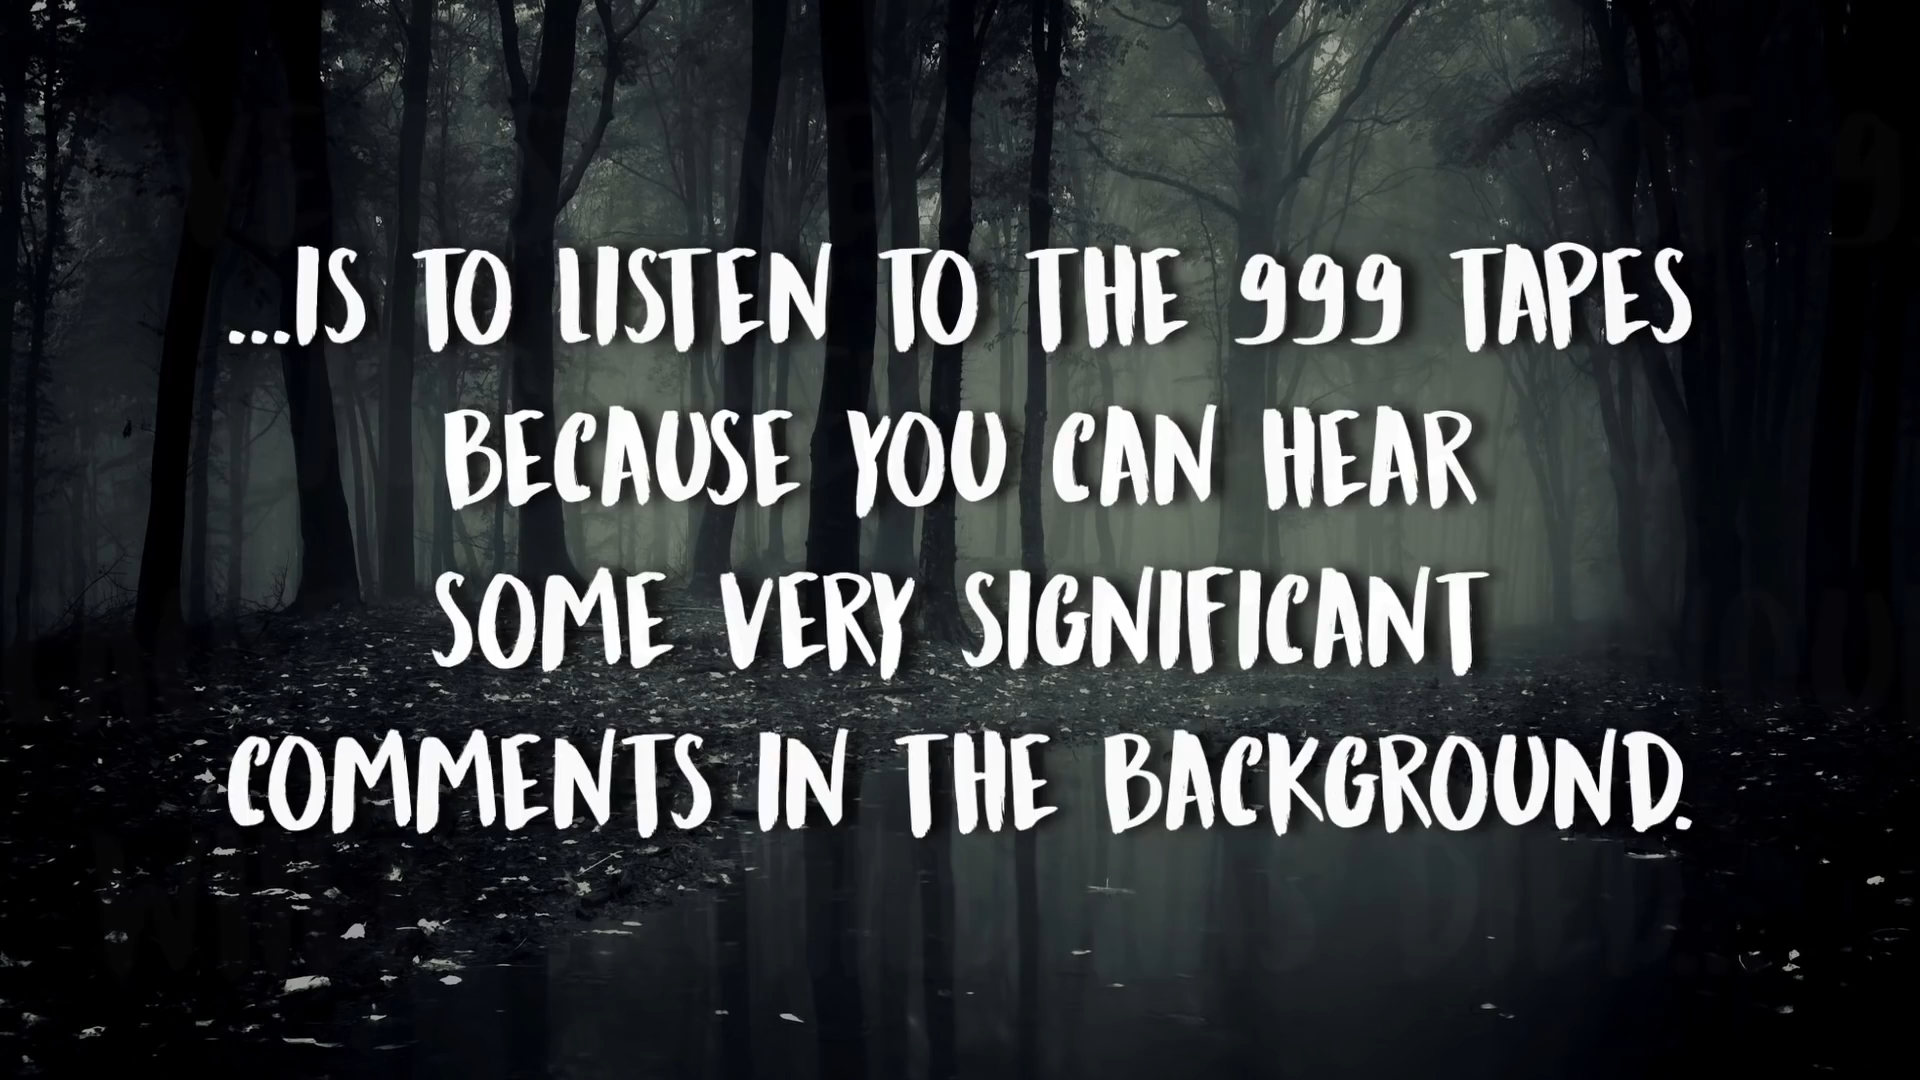 ...IS TO LISTEN TO THE 999 TAPES
BECAUSE YOU CAN HEAR
SOME VERY SIGNIFICANT
COMMENTS IN THE BACKGROUND.